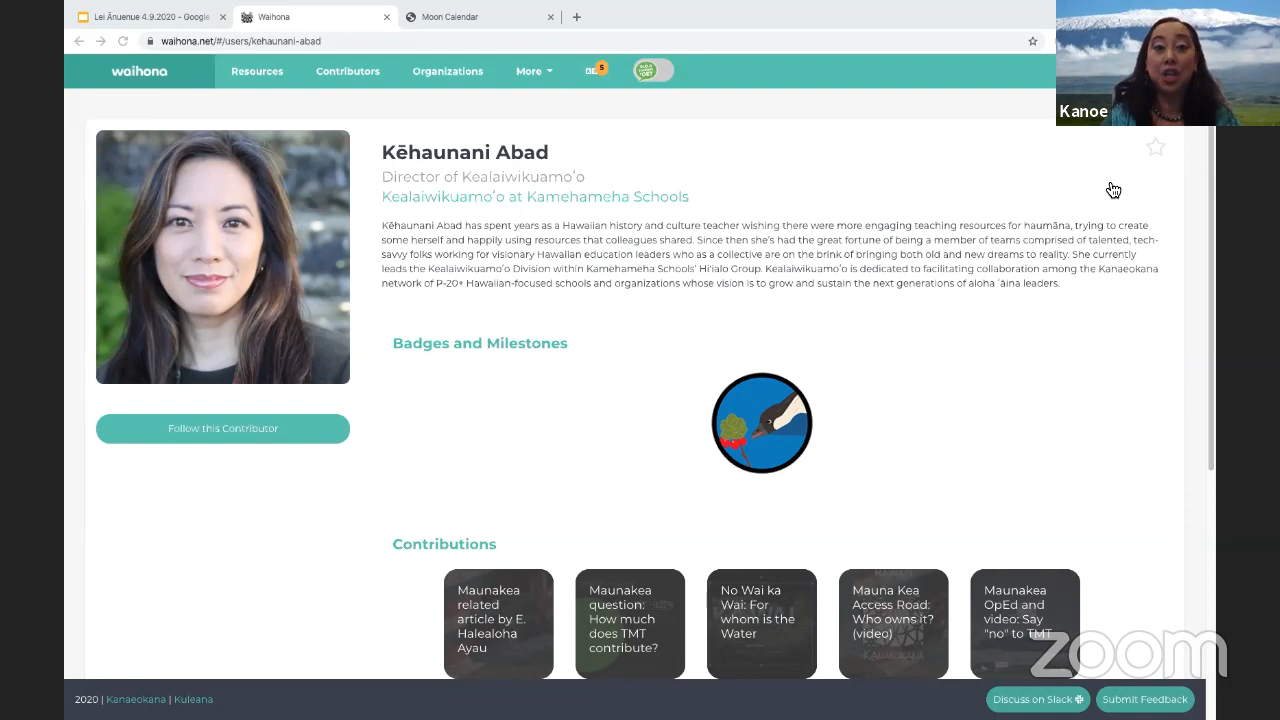 Lei Ānuenue 4.9.2020 - Google
Waihona
Moon Calendar
waihona.net/#/users/kehaunani-abad
waihona
Resources
Contributors
Organizations
More
5
Kanoe
Kēhaunani Abad
Director of Kealaiwikuamoʻo
Kealaiwikuamoʻo at Kamehameha Schools
Kēhaunani Abad has spent years as a Hawaiian history and culture teacher wishing there were more engaging teaching resources for haumāna, trying to create
some herself and happily using resources that colleagues shared. Since then she's had the great fortune of being a member of teams comprised of talented, tech-
savvy folks working for visionary Hawaiian education leaders who as a collective are on the brink of bringing both old and new dreams to reality. She currently
leads the Kealaiwikuamoʻo Division within Kamehameha Schools' Hiʻialo Group. Kealaiwikuamoʻo is dedicated to facilitating collaboration among the Kanaeokana
network of P-20+ Hawaiian-focused schools and organizations whose vision is to grow and sustain the next generations of aloha ʻāina leaders.
Follow this Contributor
Badges and Milestones
Contributions
Maunakea
related
article by E.
Halealoha
Ayau
Maunakea
question:
How much
does TMT
contribute?
No Wai ka
Wai: For
whom is the
Water
Mauna Kea
Access Road:
Who owns it?
(video)
Maunakea
OpEd and
video: Say
"no" to TMT
zoom
2020 | Kanaeokana | Kuleana
Discuss on Slack
Submit Feedback